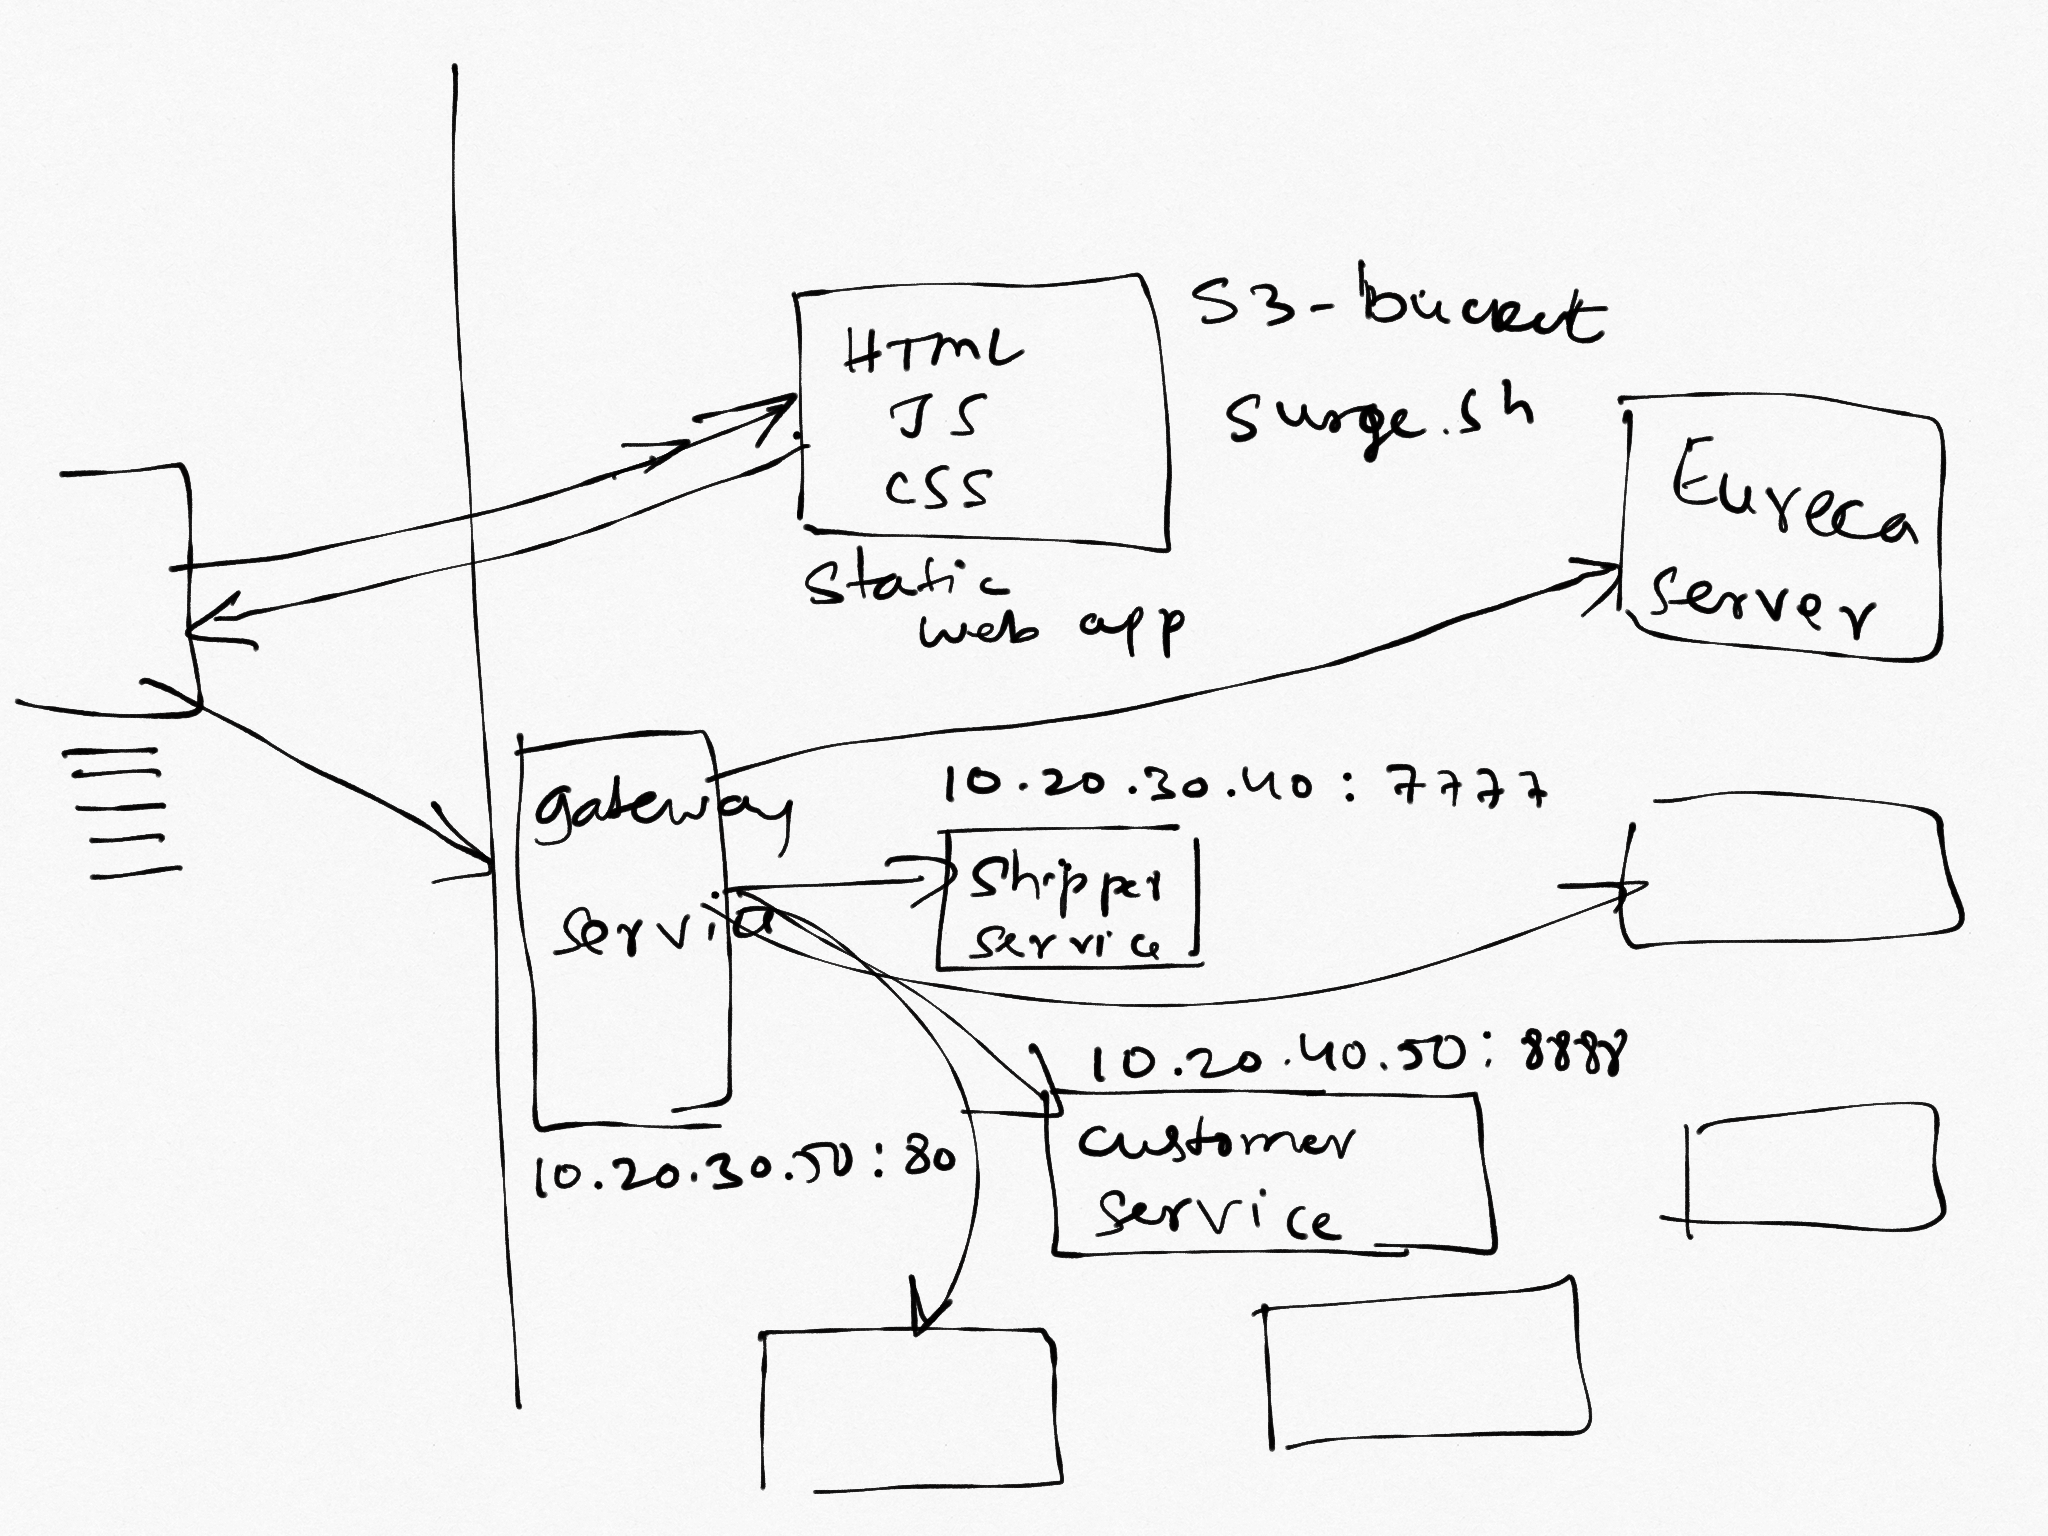 S3-bucket
surge.sh
HTML
JS
CSS
Static
web app
Eureca
Server
gateway
service
10.20.30.50:80
10.20.30.40:7777
Shipper
service
10.20.40.50:8888
customer
service